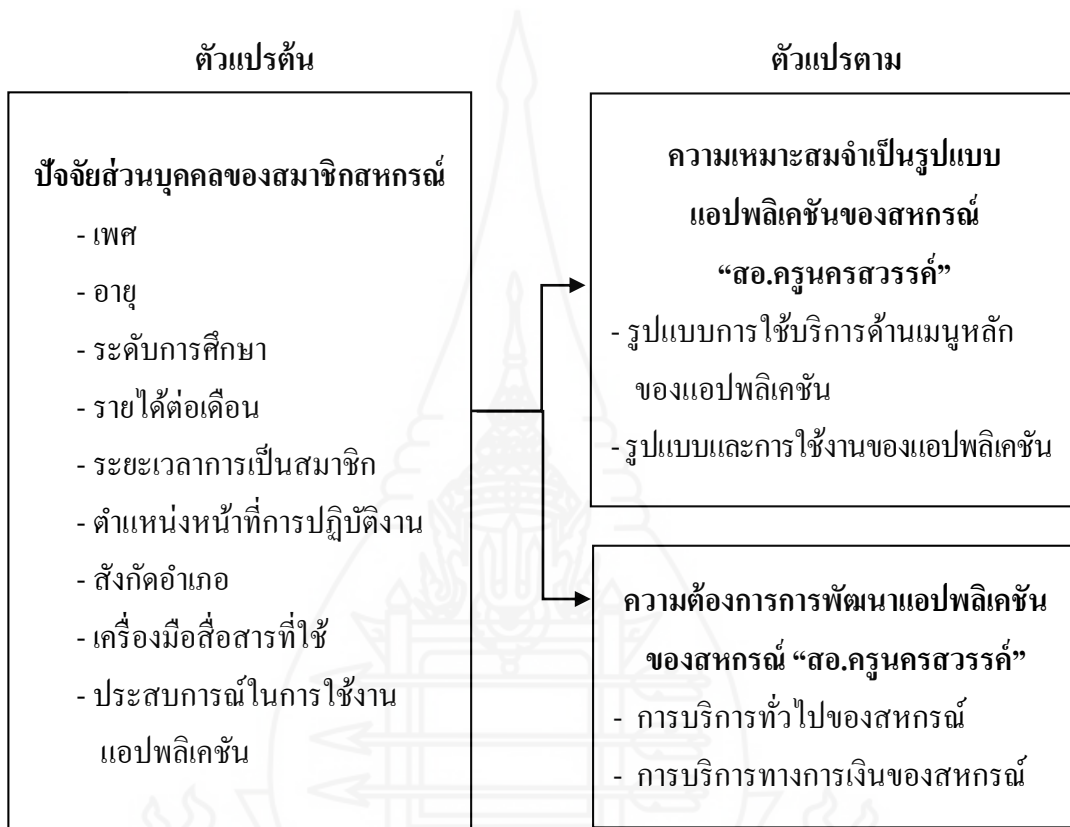 ตัวแปรต้น
ปัจจัยส่วนบุคคลของสมาชิกสหกรณ์
- เพศ
- อายุ
- ระดับการศึกษา
- รายได้ต่อเดือน
- ระยะเวลาการเป็นสมาชิก
- ตำแหน่งหน้าที่การปฏิบัติงาน
- สังกัดอำเภอ
- เครื่องมือสื่อสารที่ใช้
- ประสบการณ์ในการใช้งาน
แอปพลิเคชัน
ตัวแปรตาม
ความเหมาะสมจำเป็นรูปแบบ
แอปพลิเคชันของสหกรณ์
“สอ.ครูนครสวรรค์”
- รูปแบบการใช้บริการด้านเมนูหลัก
ของแอปพลิเคชัน
- รูปแบบและการใช้งานของแอปพลิเคชัน
ความต้องการการพัฒนาแอปพลิเคชัน
ของสหกรณ์ “สอ.ครูนครสวรรค์”
- การบริการทั่วไปของสหกรณ์
- การบริการทางการเงินของสหกรณ์